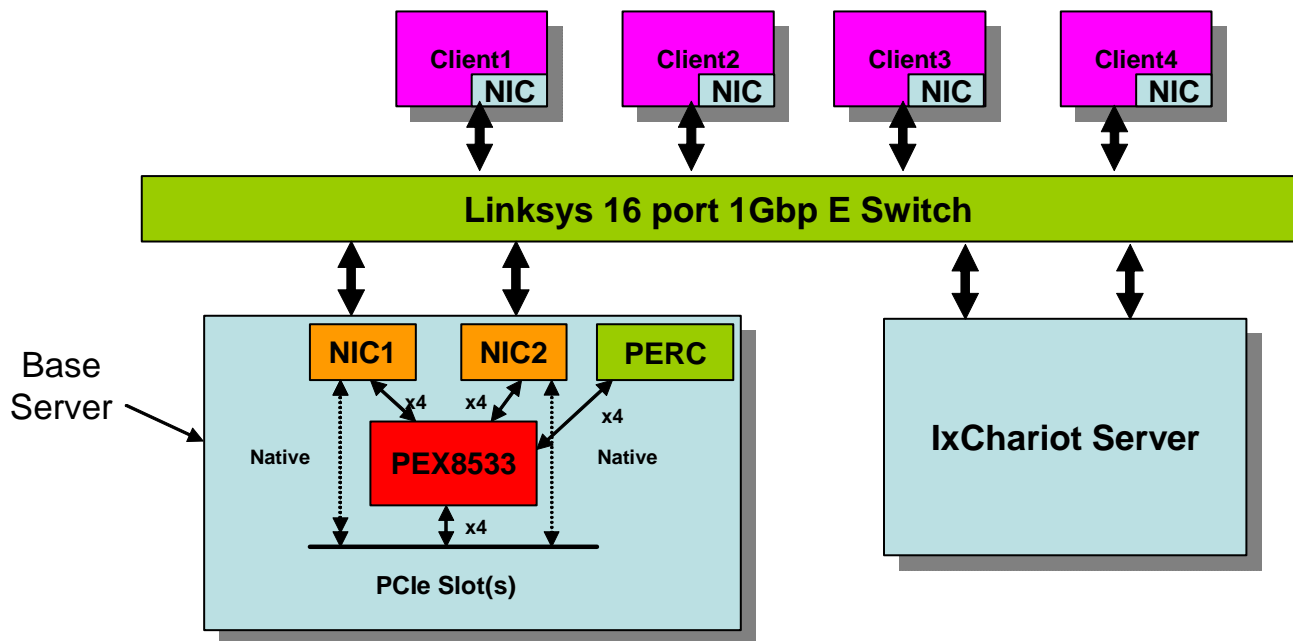 Client1
NIC
Client2
NIC
Client3
NIC
Client4
NIC
Linksys 16 port 1Gbp E Switch
Base
Server
NIC1
NIC2
PERC
x4
x4
x4
Native
PEX8533
Native
x4
PCIe Slot(s)
IxChariot Server